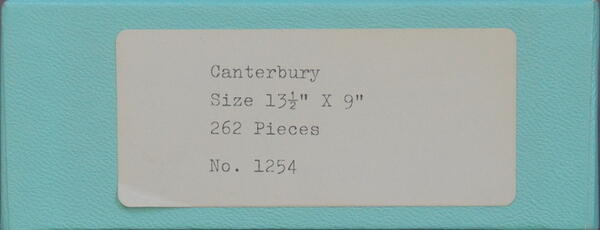 Canterbury
Size 13½" X 9"
262 Pieces
No. 1254